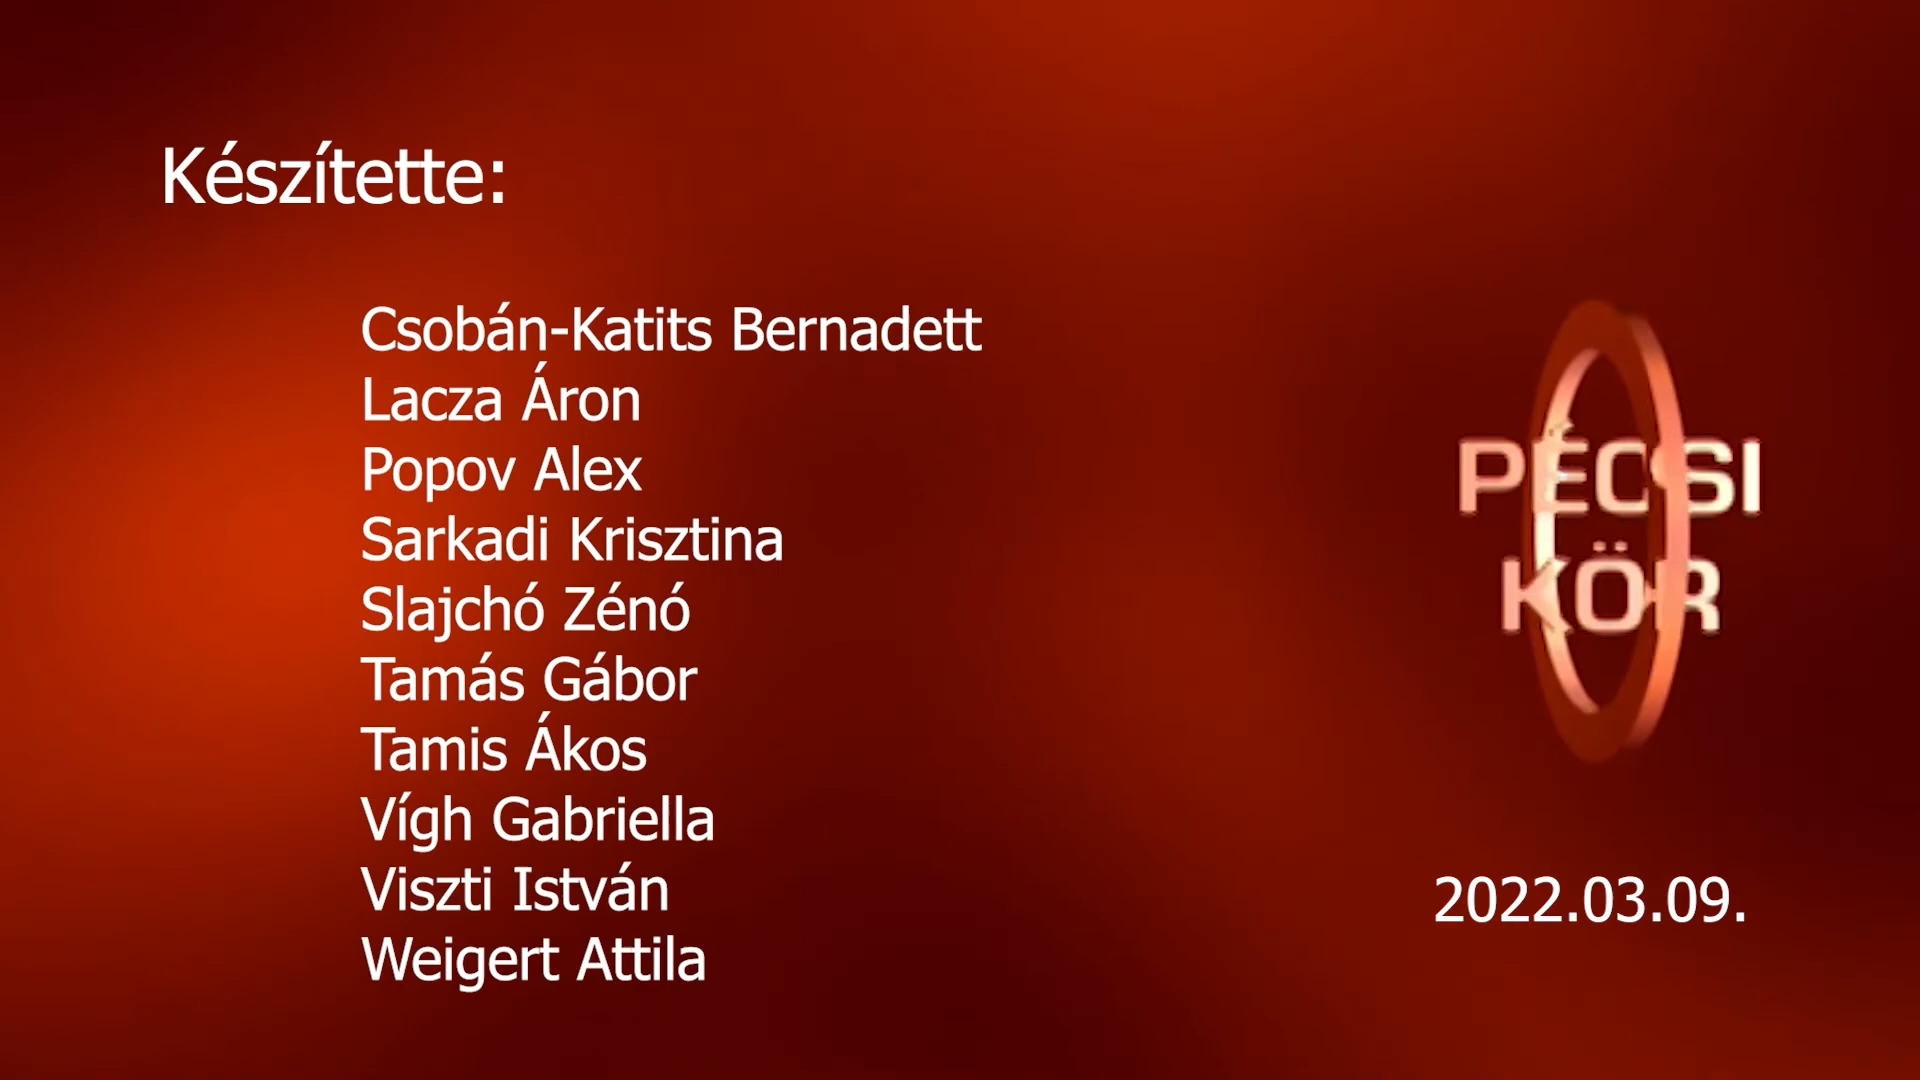 Készítette:
Csobán-Katits Bernadett
Lacza Áron
Popov Alex
Sarkadi Krisztina
Slajchó Zénó
Tamás Gábor
Tamis Ákos
Vígh Gabriella
Viszti István
Weigert Attila
PÉCSI
KÖR
2022.03.09.